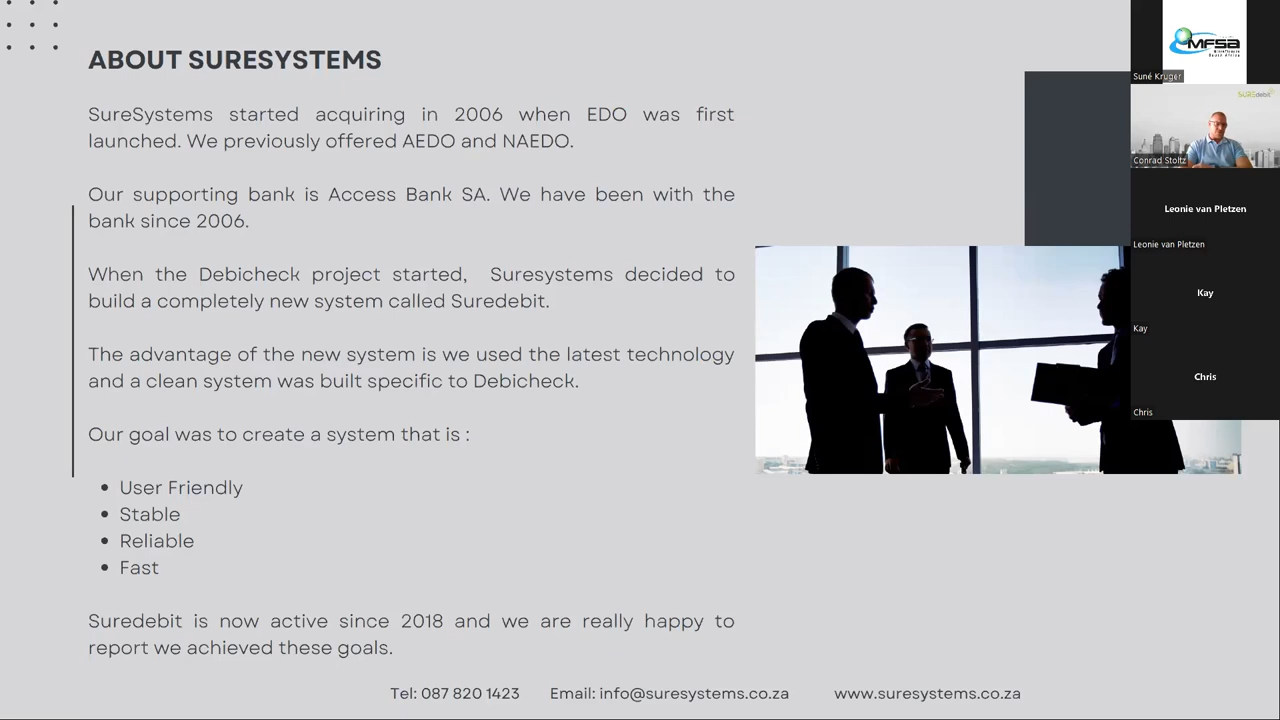 ABOUT SURESYSTEMS
SureSystems started acquiring in 2006 when EDO was first
launched. We previously offered AEDO and NAEDO.
Our supporting bank is Access Bank SA. We have been with the
bank since 2006.
When the Debicheck project started, Suresystems decided to
build a completely new system called Suredebit.
The advantage of the new system is we used the latest technology
and a clean system was built specific to Debicheck.
Our goal was to create a system that is :
User Friendly
Stable
Reliable
Fast
Suredebit is now active since 2018 and we are really happy to
report we achieved these goals.
Tel: 087 820 1423 Email: info@suresystems.co.za www.suresystems.co.za
MFSA
Suné Kruger
SUREdebit
Conrad Stoltz
Leonie van Pletzen
Leonie van Pletzen
Kay
Kay
Chris
Chris